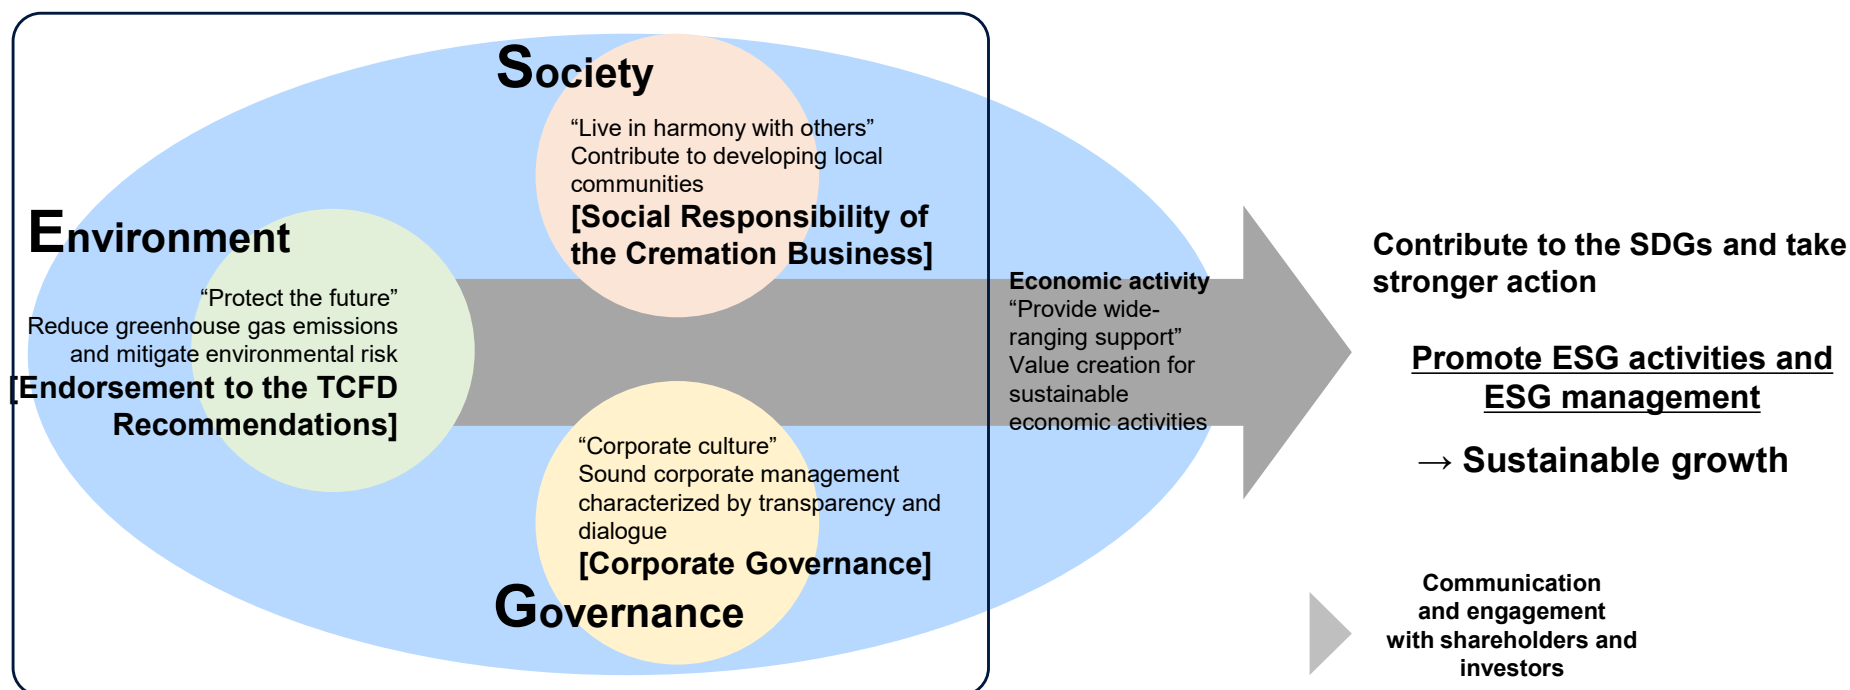 Society
“Live in harmony with others”
Contribute to developing local
communities
[Social Responsibility of
the Cremation Business]
Environment
“Protect the future”
Reduce greenhouse gas emissions
and mitigate environmental risk
[Endorsement to the TCFD
Recommendations]
“Corporate culture”
Sound corporate management
characterized by transparency and
dialogue
[Corporate Governance]
Governance
Economic activity
“Provide wide-
ranging support”
Value creation for
sustainable
economic activities
Contribute to the SDGs and take
stronger action
Promote ESG activities and
ESG management
→ Sustainable growth
Communication
and engagement
with shareholders and
investors